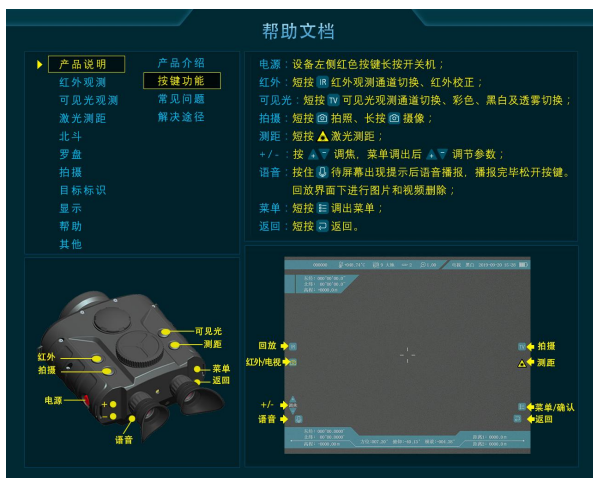 帮助文档
产品说明
红外观测
可见光观测
激光测距
北斗
罗盘
拍摄
目标标识
显示
帮助
其他
产品介绍
按键功能
常见问题
解决途径
电源：设备左侧红色按键长按开关机；
红外：短按 IR 红外观测通道切换、红外校正；
可见光：短按 TV 可见光观测通道切换、彩色、黑白及透雾切换；
拍摄：短按 拍照、长按 摄像；
测距：短按 激光测距；
+/-：按 + - 调焦，菜单调出后 + - 调节参数；
语音：按住 待屏幕出现提示后语音播报，播报完毕松开按键。
回放界面下进行图片和视频删除；
菜单：短按 调出菜单；
返回：短按 返回。
可见光
测距
红外
拍摄
菜单
返回
电源
+
-
语音
回放
红外/电视
+/-
语音
拍摄
测距
菜单/确认
返回